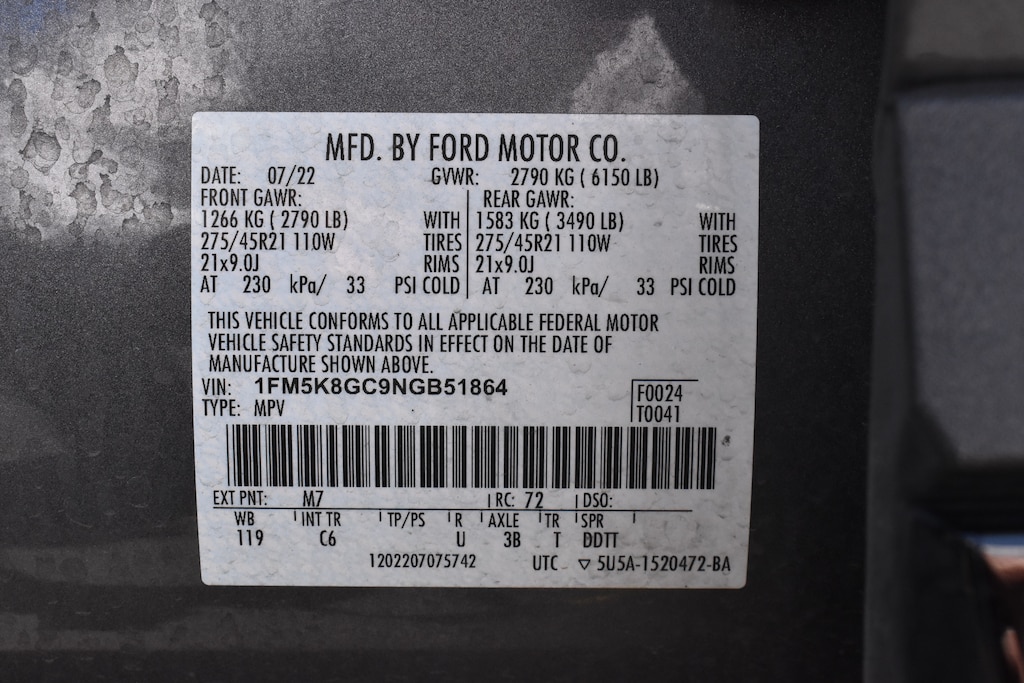 MFD. BY FORD MOTOR CO.
DATE: 07/22 GVWR: 2790 KG ( 6150 LB)
FRONT GAWR: REAR GAWR:
1266 KG ( 2790 LB) WITH 1583 KG ( 3490 LB) WITH
275/45R21 110W TIRES 275/45R21 110W TIRES
21x9.0J RIMS 21x9.0J RIMS
AT 230 kPa/ 33 PSI COLD AT 230 kPa/ 33 PSI COLD
THIS VEHICLE CONFORMS TO ALL APPLICABLE FEDERAL MOTOR
VEHICLE SAFETY STANDARDS IN EFFECT ON THE DATE OF
MANUFACTURE SHOWN ABOVE.
VIN: 1FM5K8GC9NGB51864 F0024
TYPE: MPV T0041
EXT PNT: M7 RC: 72 DSO:
WB INT TR TP/PS R AXLE TR SPR
119 C6 U 3B T DDTT
1202207075742 UTC ▽ 5U5A-1520472-BA